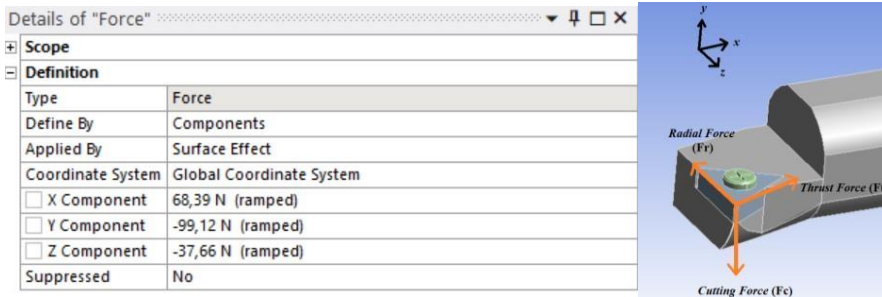 Details of "Force"
Scope
Definition
Type Force
Define By Components
Applied By Surface Effect
Coordinate System Global Coordinate System
X Component 68,39 N (ramped)
Y Component -99,12 N (ramped)
Z Component -37,66 N (ramped)
Suppressed No
y
x
z
Radial Force
(Fr)
Thrust Force
Cutting Force (Fc)